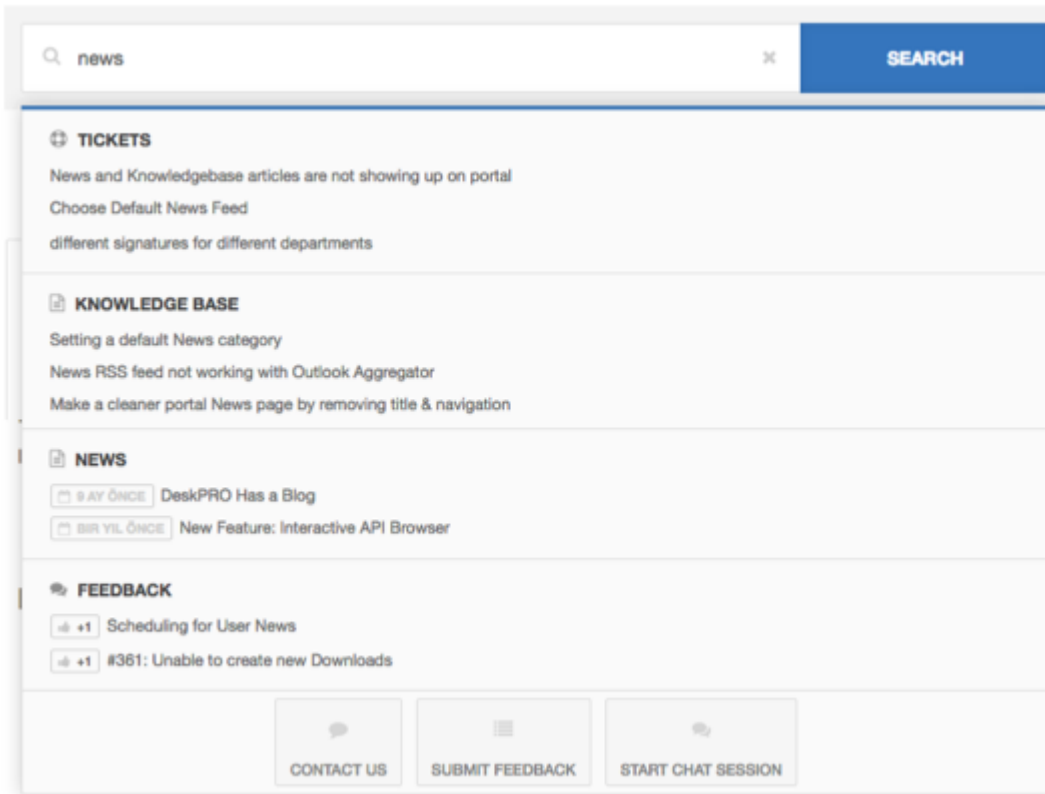 news
SEARCH
TICKETS
News and Knowledgebase articles are not showing up on portal
Choose Default News Feed
different signatures for different departments
KNOWLEDGE BASE
Setting a default News category
News RSS feed not working with Outlook Aggregator
Make a cleaner portal News page by removing title & navigation
NEWS
9 AY ÖNCE DeskPRO Has a Blog
BIR YIL ÖNCE New Feature: Interactive API Browser
FEEDBACK
+1 Scheduling for User News
+1 #361: Unable to create new Downloads
CONTACT US SUBMIT FEEDBACK START CHAT SESSION